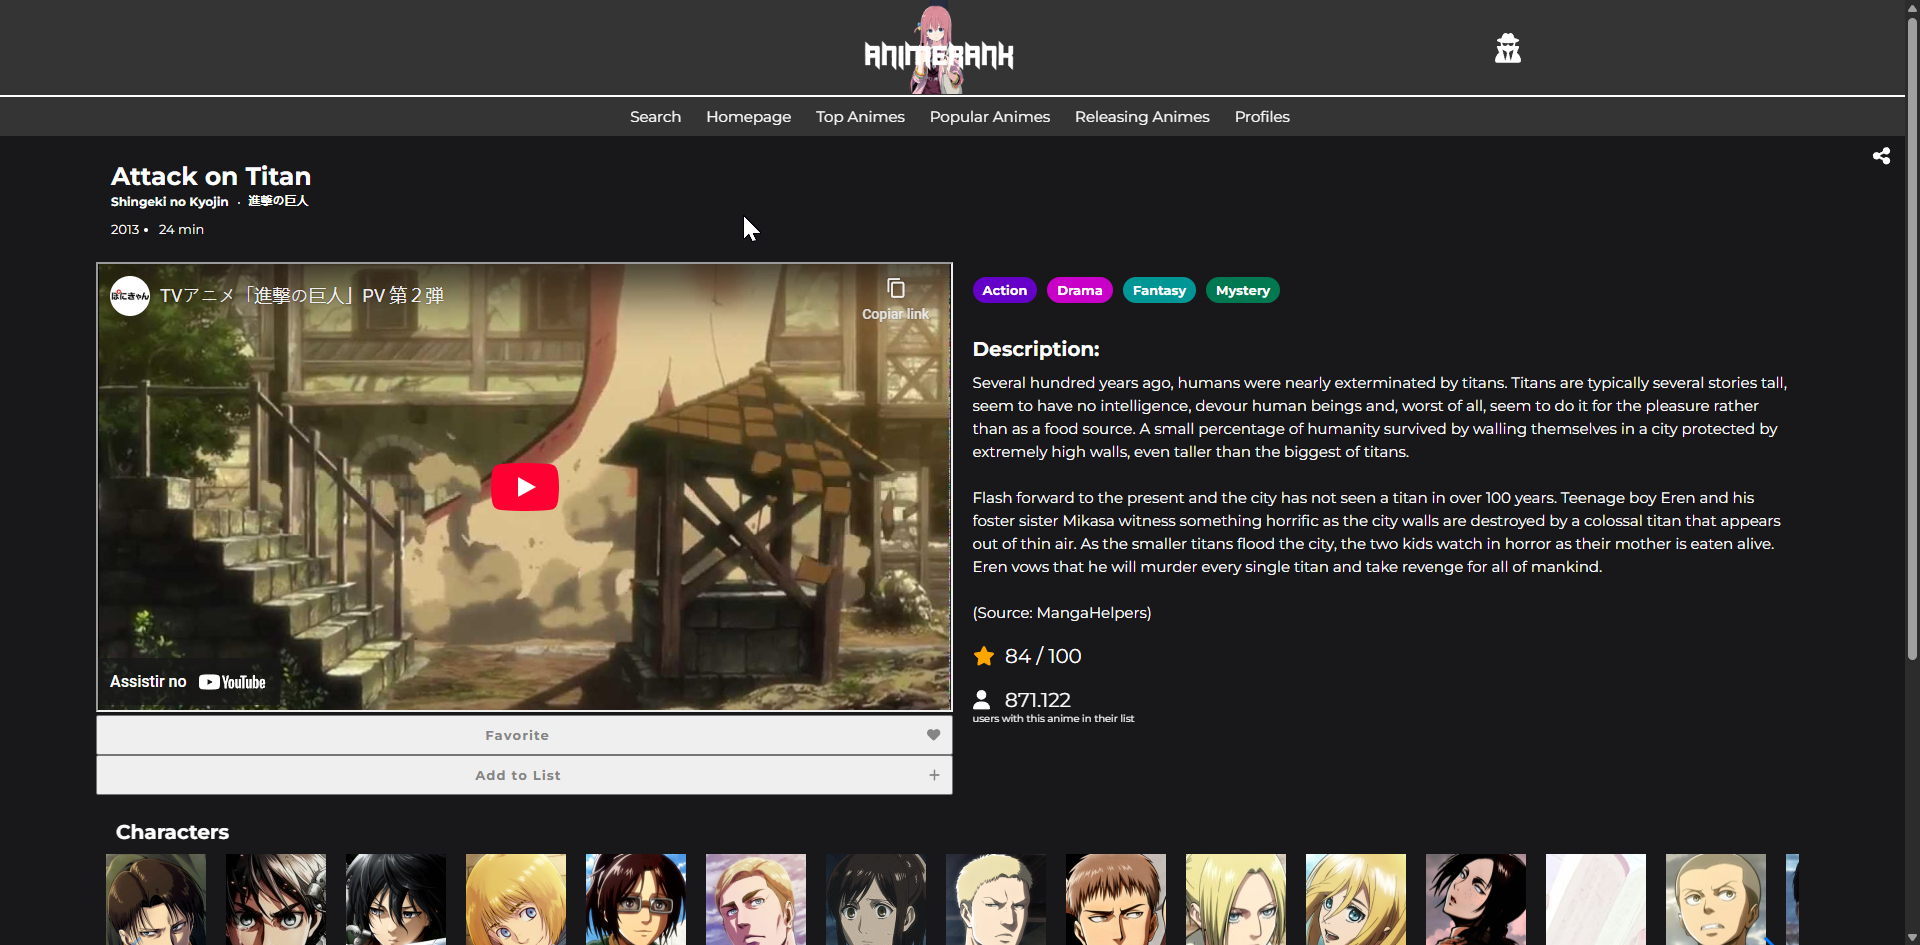 ANIMERANK
Search Homepage Top Animes Popular Animes Releasing Animes Profiles
Attack on Titan
Shingeki no Kyojin · 進撃の巨人
2013 • 24 min
ぽにきゃん
TVアニメ「進撃の巨人」PV 第２弾
Copiar link
Assistir no YouTube
Favorite
Add to List
Action Drama Fantasy Mystery
Description:
Several hundred years ago, humans were nearly exterminated by titans. Titans are typically several stories tall,
seem to have no intelligence, devour human beings and, worst of all, seem to do it for the pleasure rather
than as a food source. A small percentage of humanity survived by walling themselves in a city protected by
extremely high walls, even taller than the biggest of titans.
Flash forward to the present and the city has not seen a titan in over 100 years. Teenage boy Eren and his
foster sister Mikasa witness something horrific as the city walls are destroyed by a colossal titan that appears
out of thin air. As the smaller titans flood the city, the two kids watch in horror as their mother is eaten alive.
Eren vows that he will murder every single titan and take revenge for all of mankind.
(Source: MangaHelpers)
84 / 100
871.122
users with this anime in their list
Characters